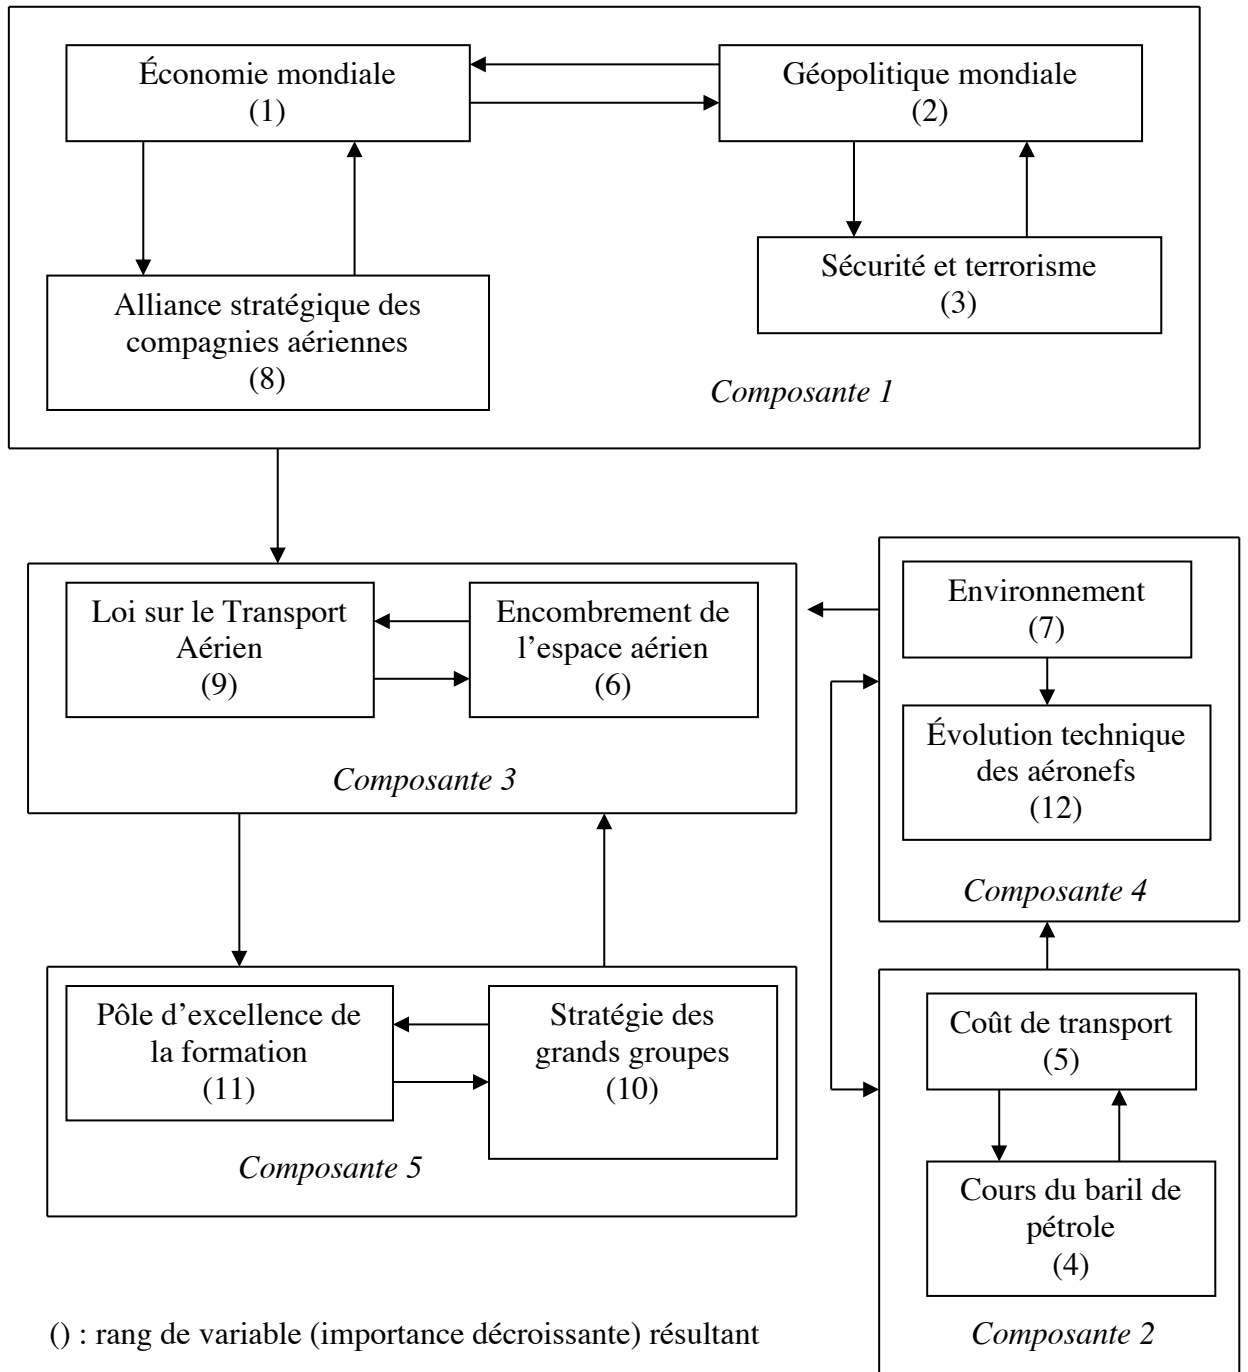 Économie mondiale
(1)
Géopolitique mondiale
(2)
Alliance stratégique des
compagnies aériennes
(8)
Sécurité et terrorisme
(3)
Composante 1
Loi sur le Transport
Aérien
(9)
Encombrement de
l’espace aérien
(6)
Composante 3
Environnement
(7)
Évolution technique
des aéronefs
(12)
Composante 4
Pôle d’excellence de
la formation
(11)
Stratégie des
grands groupes
(10)
Composante 5
Coût de transport
(5)
Cours du baril de
pétrole
(4)
Composante 2
() : rang de variable (importance décroissante) résultant